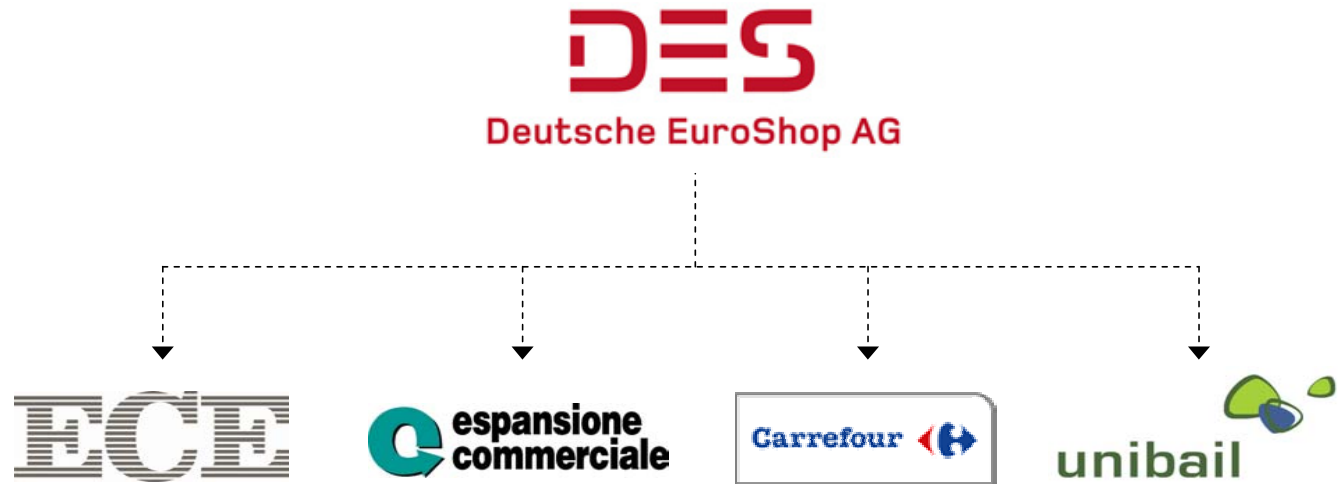 DES
Deutsche EuroShop AG
ECE
espansione
commerciale
Carrefour
unibail